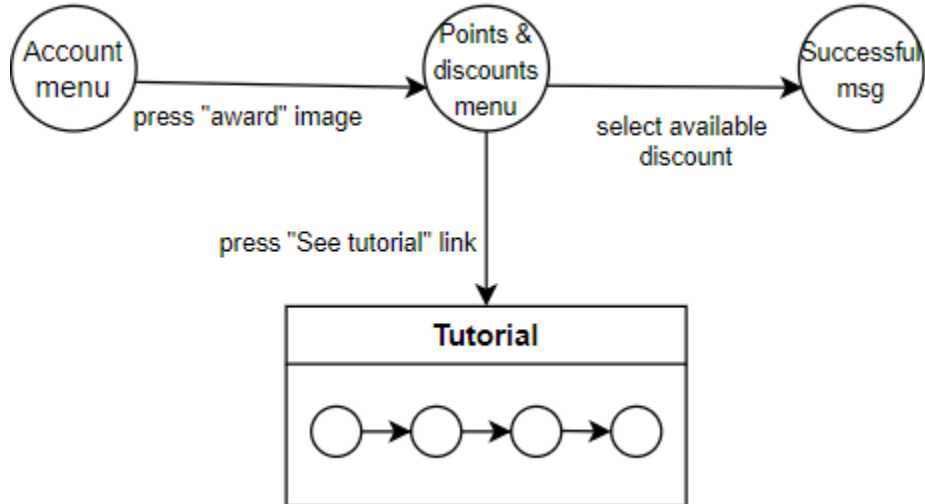 Account
menu
press "award" image
Points &
discounts
menu
select available
discount
Successful
msg
press "See tutorial" link
Tutorial